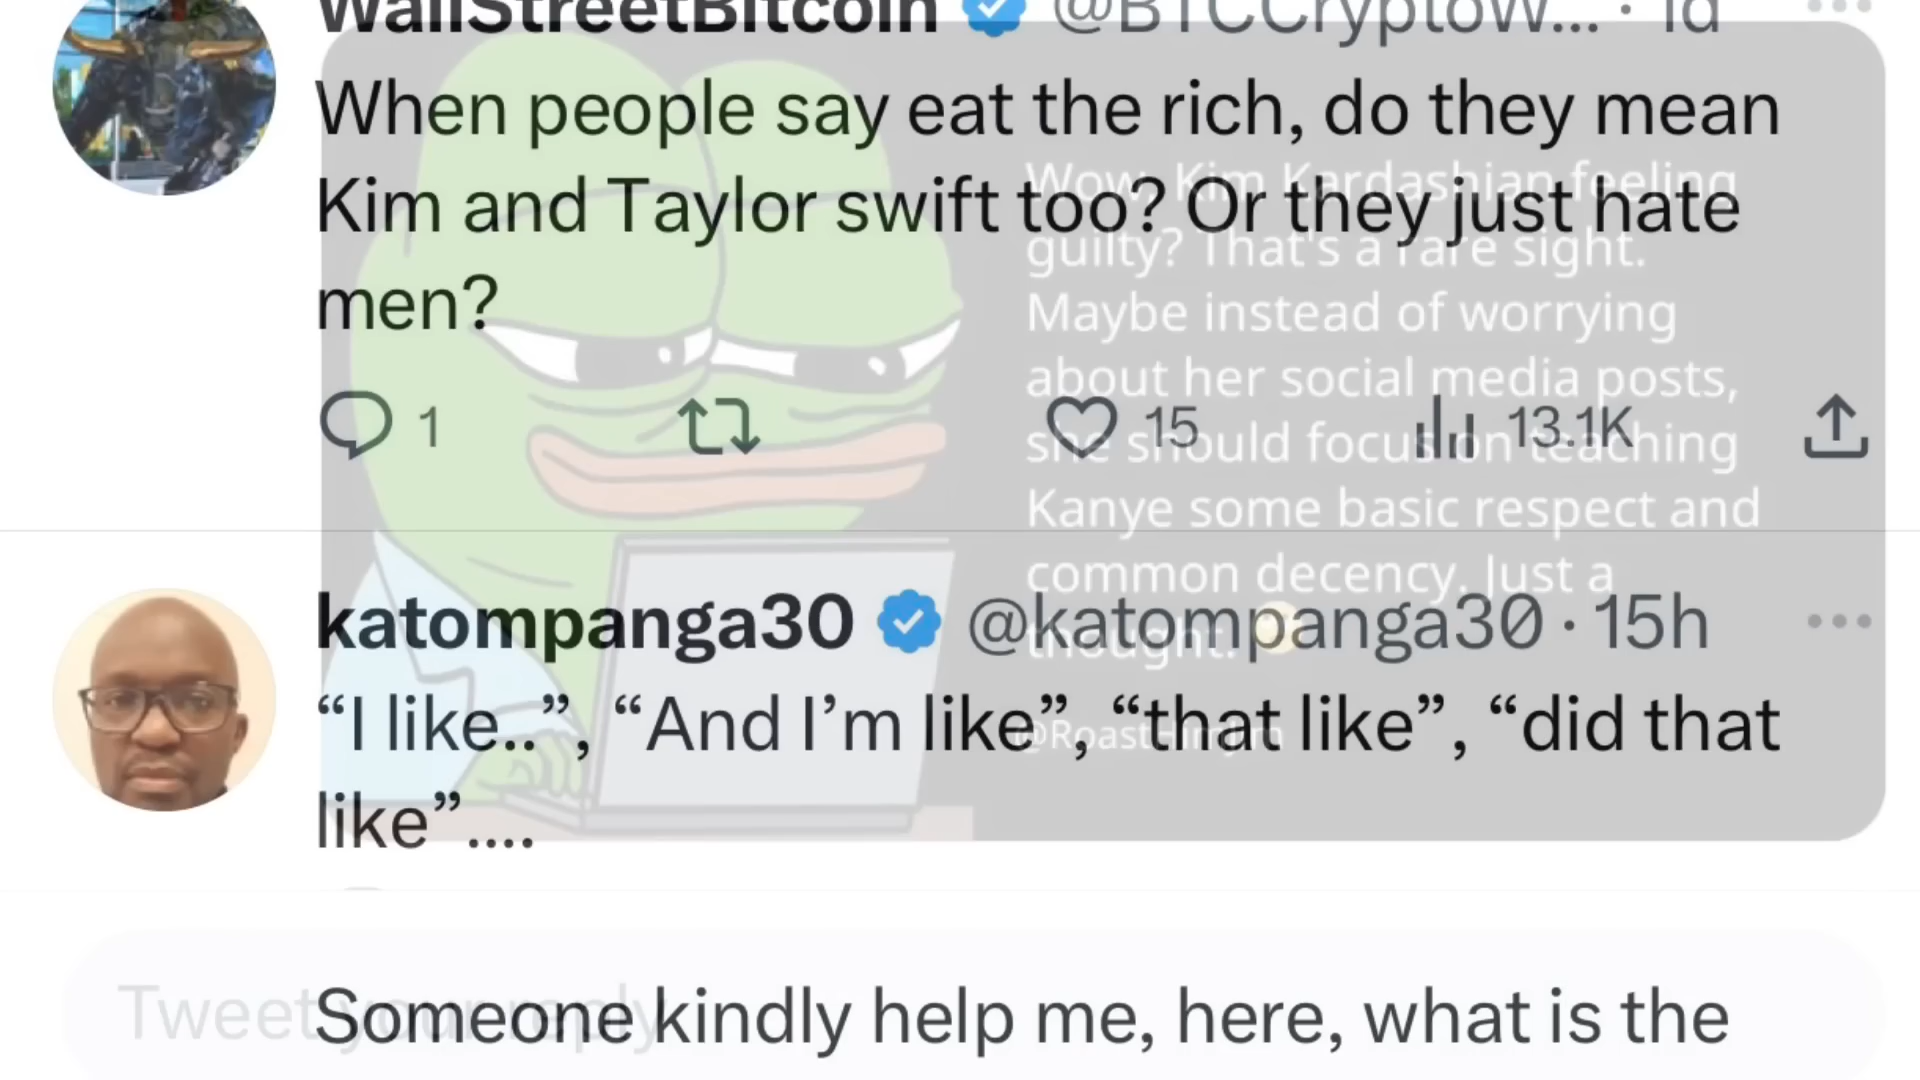 WallStreetBitcoin @BTCCryptoW... · 1d
When people say eat the rich, do they mean
Kim and Taylor swift too? Or they just hate
men?
1 15 13.1K
Wow, Kim Kardashian feeling
guilty? That's a rare sight.
Maybe instead of worrying
about her social media posts,
she should focus on teaching
Kanye some basic respect and
common decency. Just a
thought.
katompanga30 @katompanga30 · 15h
“I like..”, “And I’m like”, “that like”, “did that
like”....
Tweet your reply
Someone kindly help me, here, what is the